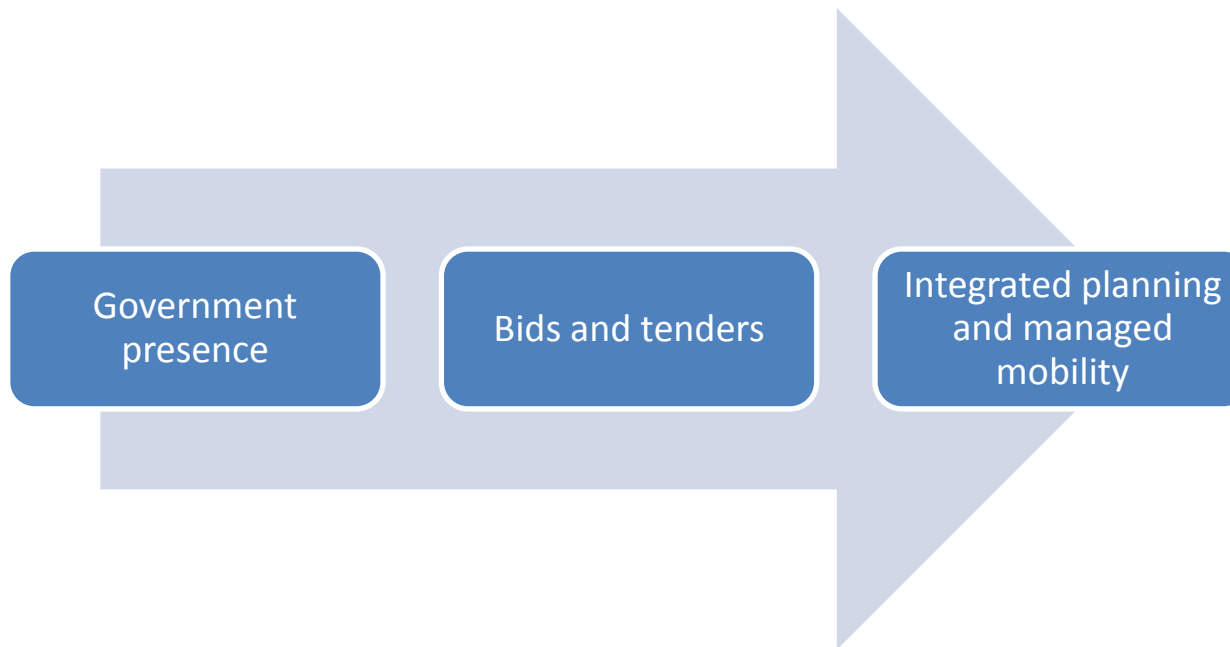 Government
presence
Bids and tenders
Integrated planning
and managed
mobility